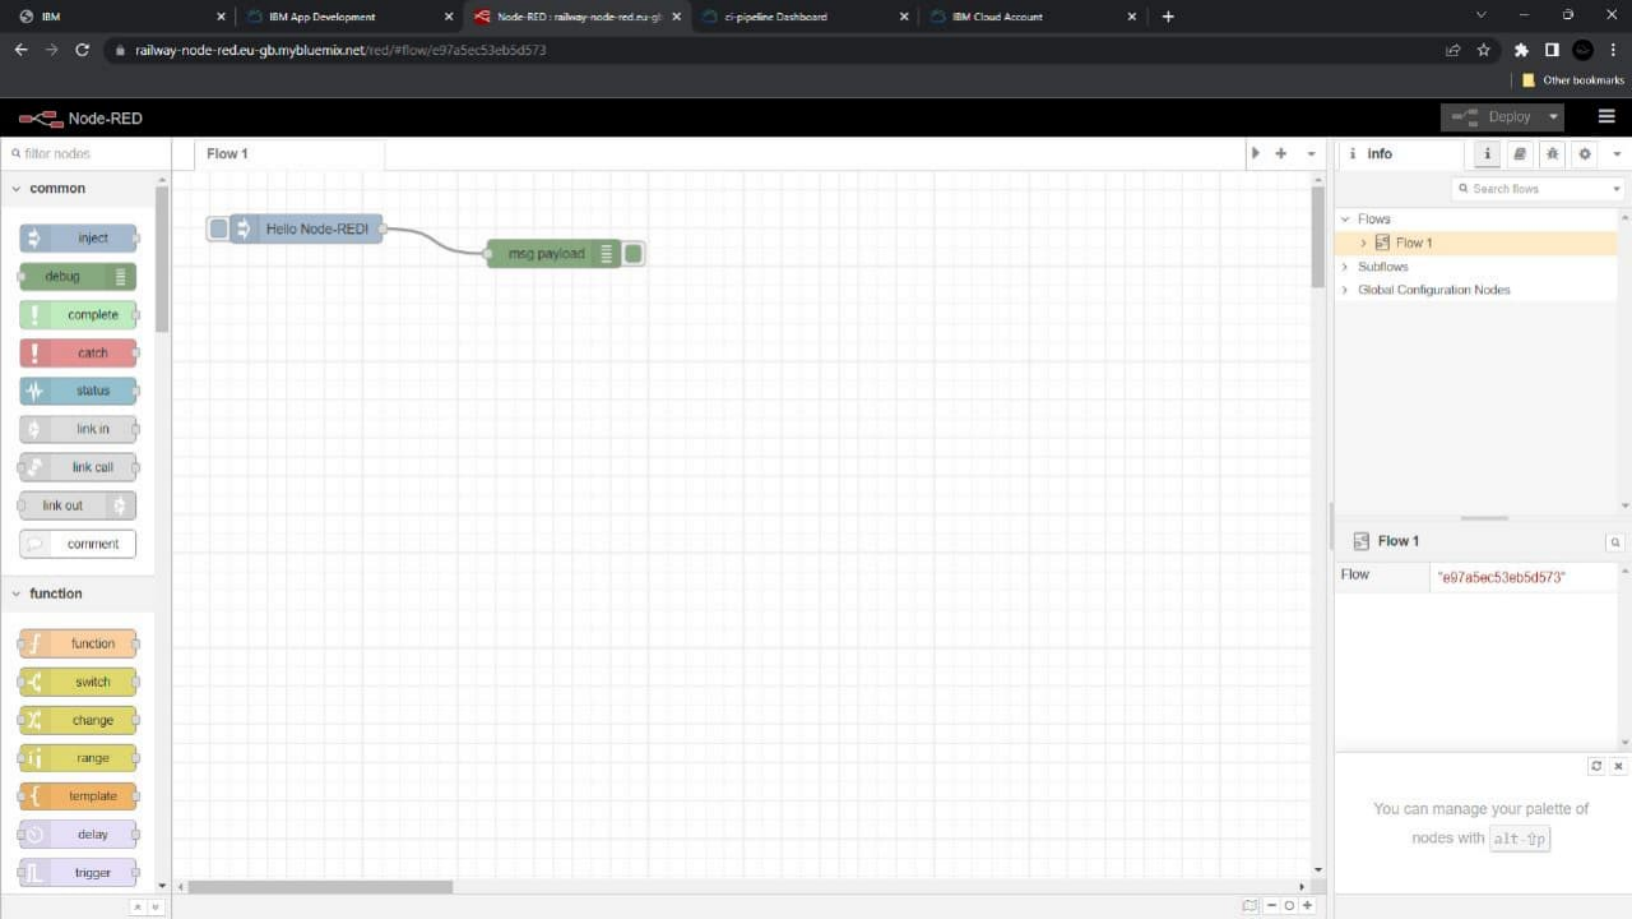 IBM
IBM App Development
Node-RED : railway-node-red.eu-gb
ci-pipeline Dashboard
IBM Cloud Account
railway-node-red.eu-gb.mybluemix.net/red/#flow/e97a5ec53eb5d573
Other bookmarks
Node-RED
Deploy
filter nodes
Flow 1
info
common
Search flows
Flows
Hello Node-RED!
inject
Flow 1
msg payload
Subflows
debug
Global Configuration Nodes
complete
catch
status
link in
link call
link out
comment
Flow 1
Flow
"e97a5ec53eb5d573"
function
function
switch
change
range
template
You can manage your palette of
nodes with alt-⇧p
delay
trigger